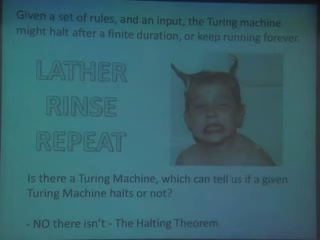 Given a set of rules, and an input, the Turing machine
might halt after a finite duration, or keep running forever.
LATHER
RINSE
REPEAT
Is there a Turing Machine, which can tell us if a given
Turing Machine halts or not?
- NO there isn't - The Halting Theorem